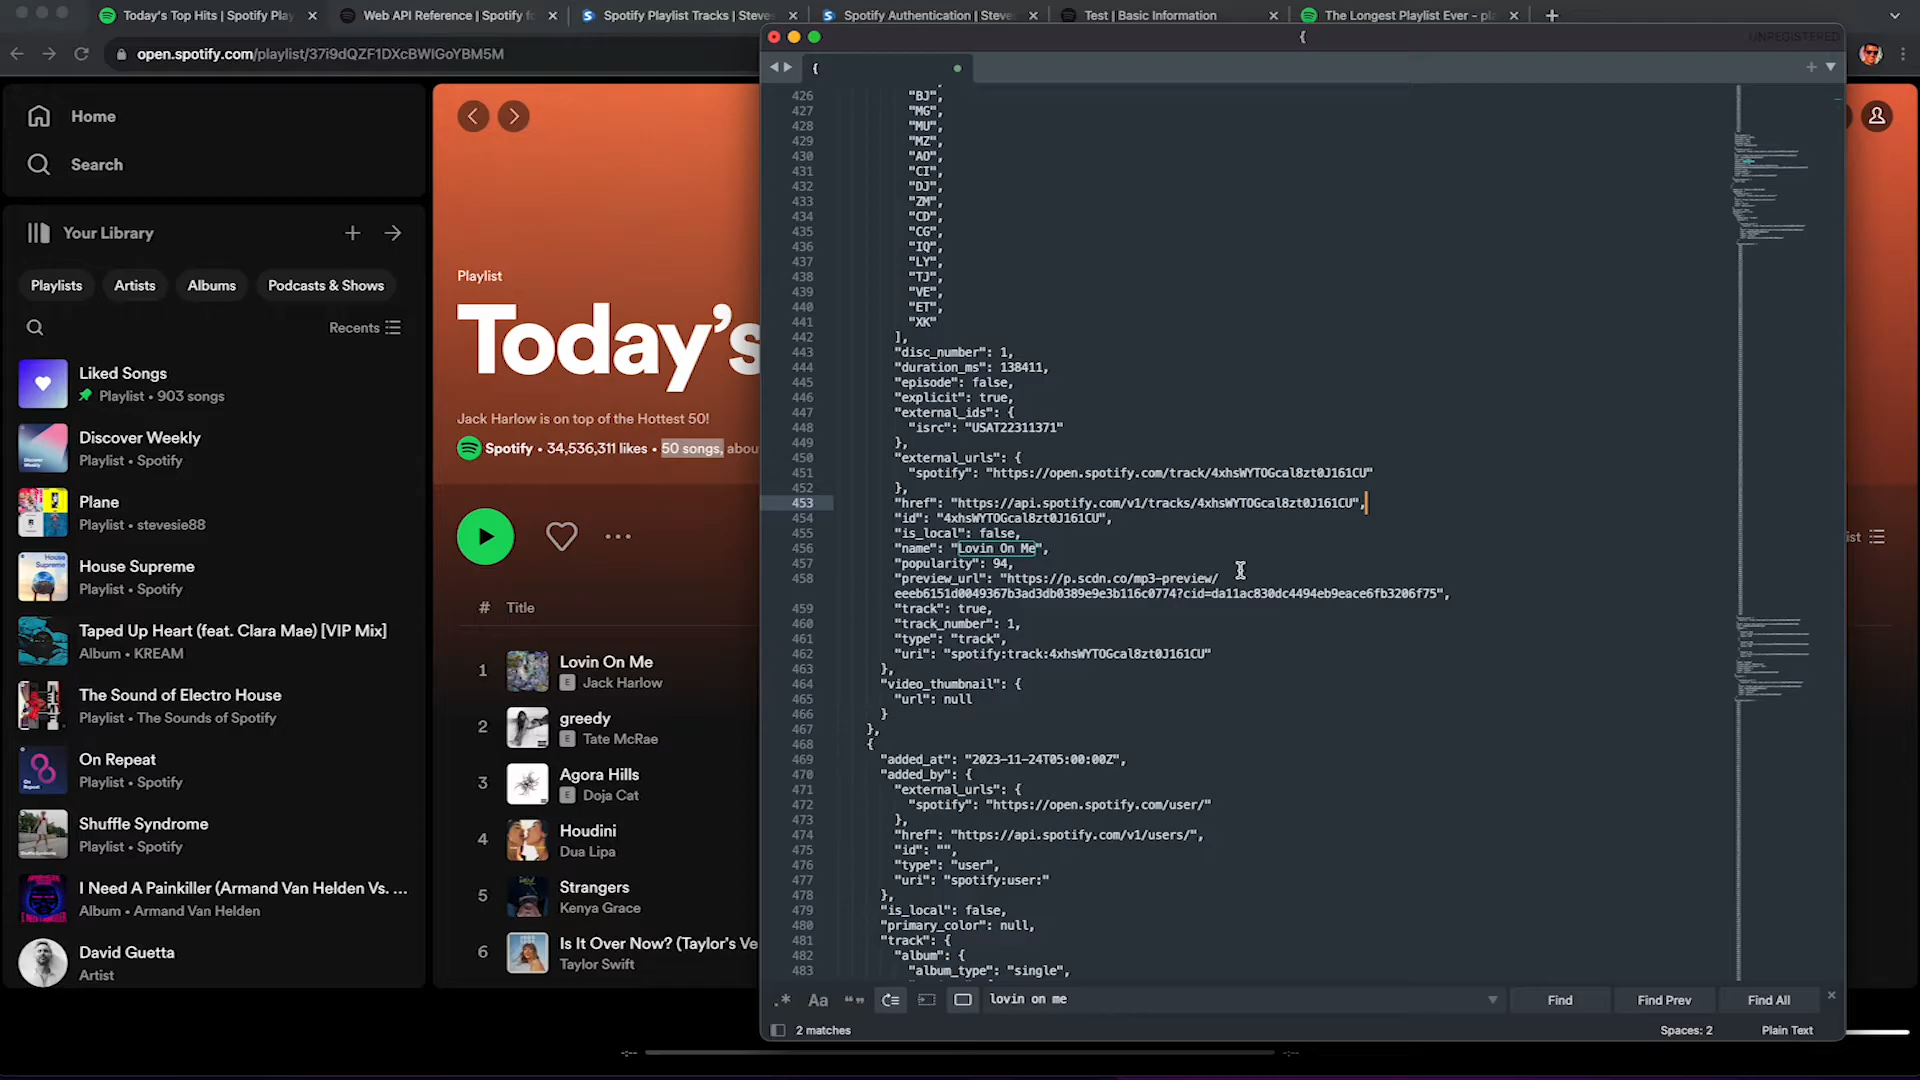 Today's Top Hits | Spotify Play
Web API Reference | Spotify fo
Spotify Playlist Tracks | Steve
Spotify Authentication | Steve
Test | Basic Information
The Longest Playlist Ever - pla
open.spotify.com/playlist/37i9dQZF1DXcBWIGoYBM5M
Home
Search
Your Library
Playlists
Artists
Albums
Podcasts & Shows
Recents
Liked Songs
Playlist • 903 songs
Discover Weekly
Playlist • Spotify
Plane
Playlist • stevesie88
House Supreme
Playlist • Spotify
Taped Up Heart (feat. Clara Mae) [VIP Mix]
Album • KREAM
The Sound of Electro House
Playlist • The Sounds of Spotify
On Repeat
Playlist • Spotify
Shuffle Syndrome
Playlist • Spotify
I Need A Painkiller (Armand Van Helden Vs. ...
Album • Armand Van Helden
David Guetta
Artist
Playlist
Today's
Jack Harlow is on top of the Hottest 50!
Spotify • 34,536,311 likes • 50 songs, abou
# Title
1 Lovin On Me
E Jack Harlow
2 greedy
E Tate McRae
3 Agora Hills
E Doja Cat
4 Houdini
Dua Lipa
5 Strangers
Kenya Grace
6 Is It Over Now? (Taylor's Ve
Taylor Swift
{
UNREGISTERED
{
426 "BJ",
427 "MG",
428 "MU",
429 "MZ",
430 "AO",
431 "CI",
432 "DJ",
433 "ZM",
434 "CD",
435 "CG",
436 "IQ",
437 "LY",
438 "TJ",
439 "VE",
440 "ET",
441 "XK"
442 ],
443 "disc_number": 1,
444 "duration_ms": 138411,
445 "episode": false,
446 "explicit": true,
447 "external_ids": {
448 "isrc": "USAT22311371"
449 },
450 "external_urls": {
451 "spotify": "https://open.spotify.com/track/4xhsWYTOGcal8zt0J161CU"
452 },
453 "href": "https://api.spotify.com/v1/tracks/4xhsWYTOGcal8zt0J161CU",
454 "id": "4xhsWYTOGcal8zt0J161CU",
455 "is_local": false,
456 "name": "Lovin On Me",
457 "popularity": 94,
458 "preview_url": "https://p.scdn.co/mp3-preview/
eeeb6151d0049367b3ad3db0389e9e3b116c0774?cid=da11ac830dc4494eb9eace6fb3206f75",
459 "track": true,
460 "track_number": 1,
461 "type": "track",
462 "uri": "spotify:track:4xhsWYTOGcal8zt0J161CU"
463 },
464 "video_thumbnail": {
465 "url": null
466 }
467 },
468 {
469 "added_at": "2023-11-24T05:00:00Z",
470 "added_by": {
471 "external_urls": {
472 "spotify": "https://open.spotify.com/user/"
473 },
474 "href": "https://api.spotify.com/v1/users/",
475 "id": "",
476 "type": "user",
477 "uri": "spotify:user:"
478 },
479 "is_local": false,
480 "primary_color": null,
481 "track": {
482 "album": {
483 "album_type": "single",
.* Aa “” lovin on me
Find
Find Prev
Find All
2 matches
Spaces: 2
Plain Text
ist
-:--
-:--